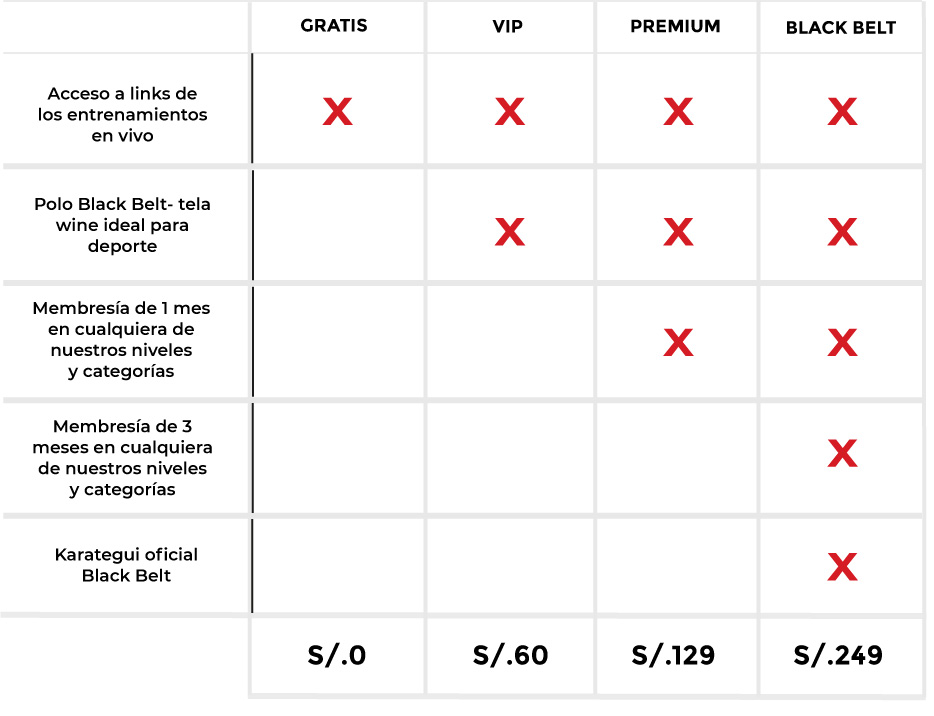 GRATIS VIP PREMIUM BLACK BELT
Acceso a links de
los entrenamientos
en vivo
X X X X
Polo Black Belt- tela
wine ideal para
deporte
X X X
Membresía de 1 mes
en cualquiera de
nuestros niveles
y categorías
X X
Membresía de 3
meses en cualquiera
de nuestros niveles
y categorías
X
Karategui oficial
Black Belt
X
S/.0 S/.60 S/.129 S/.249